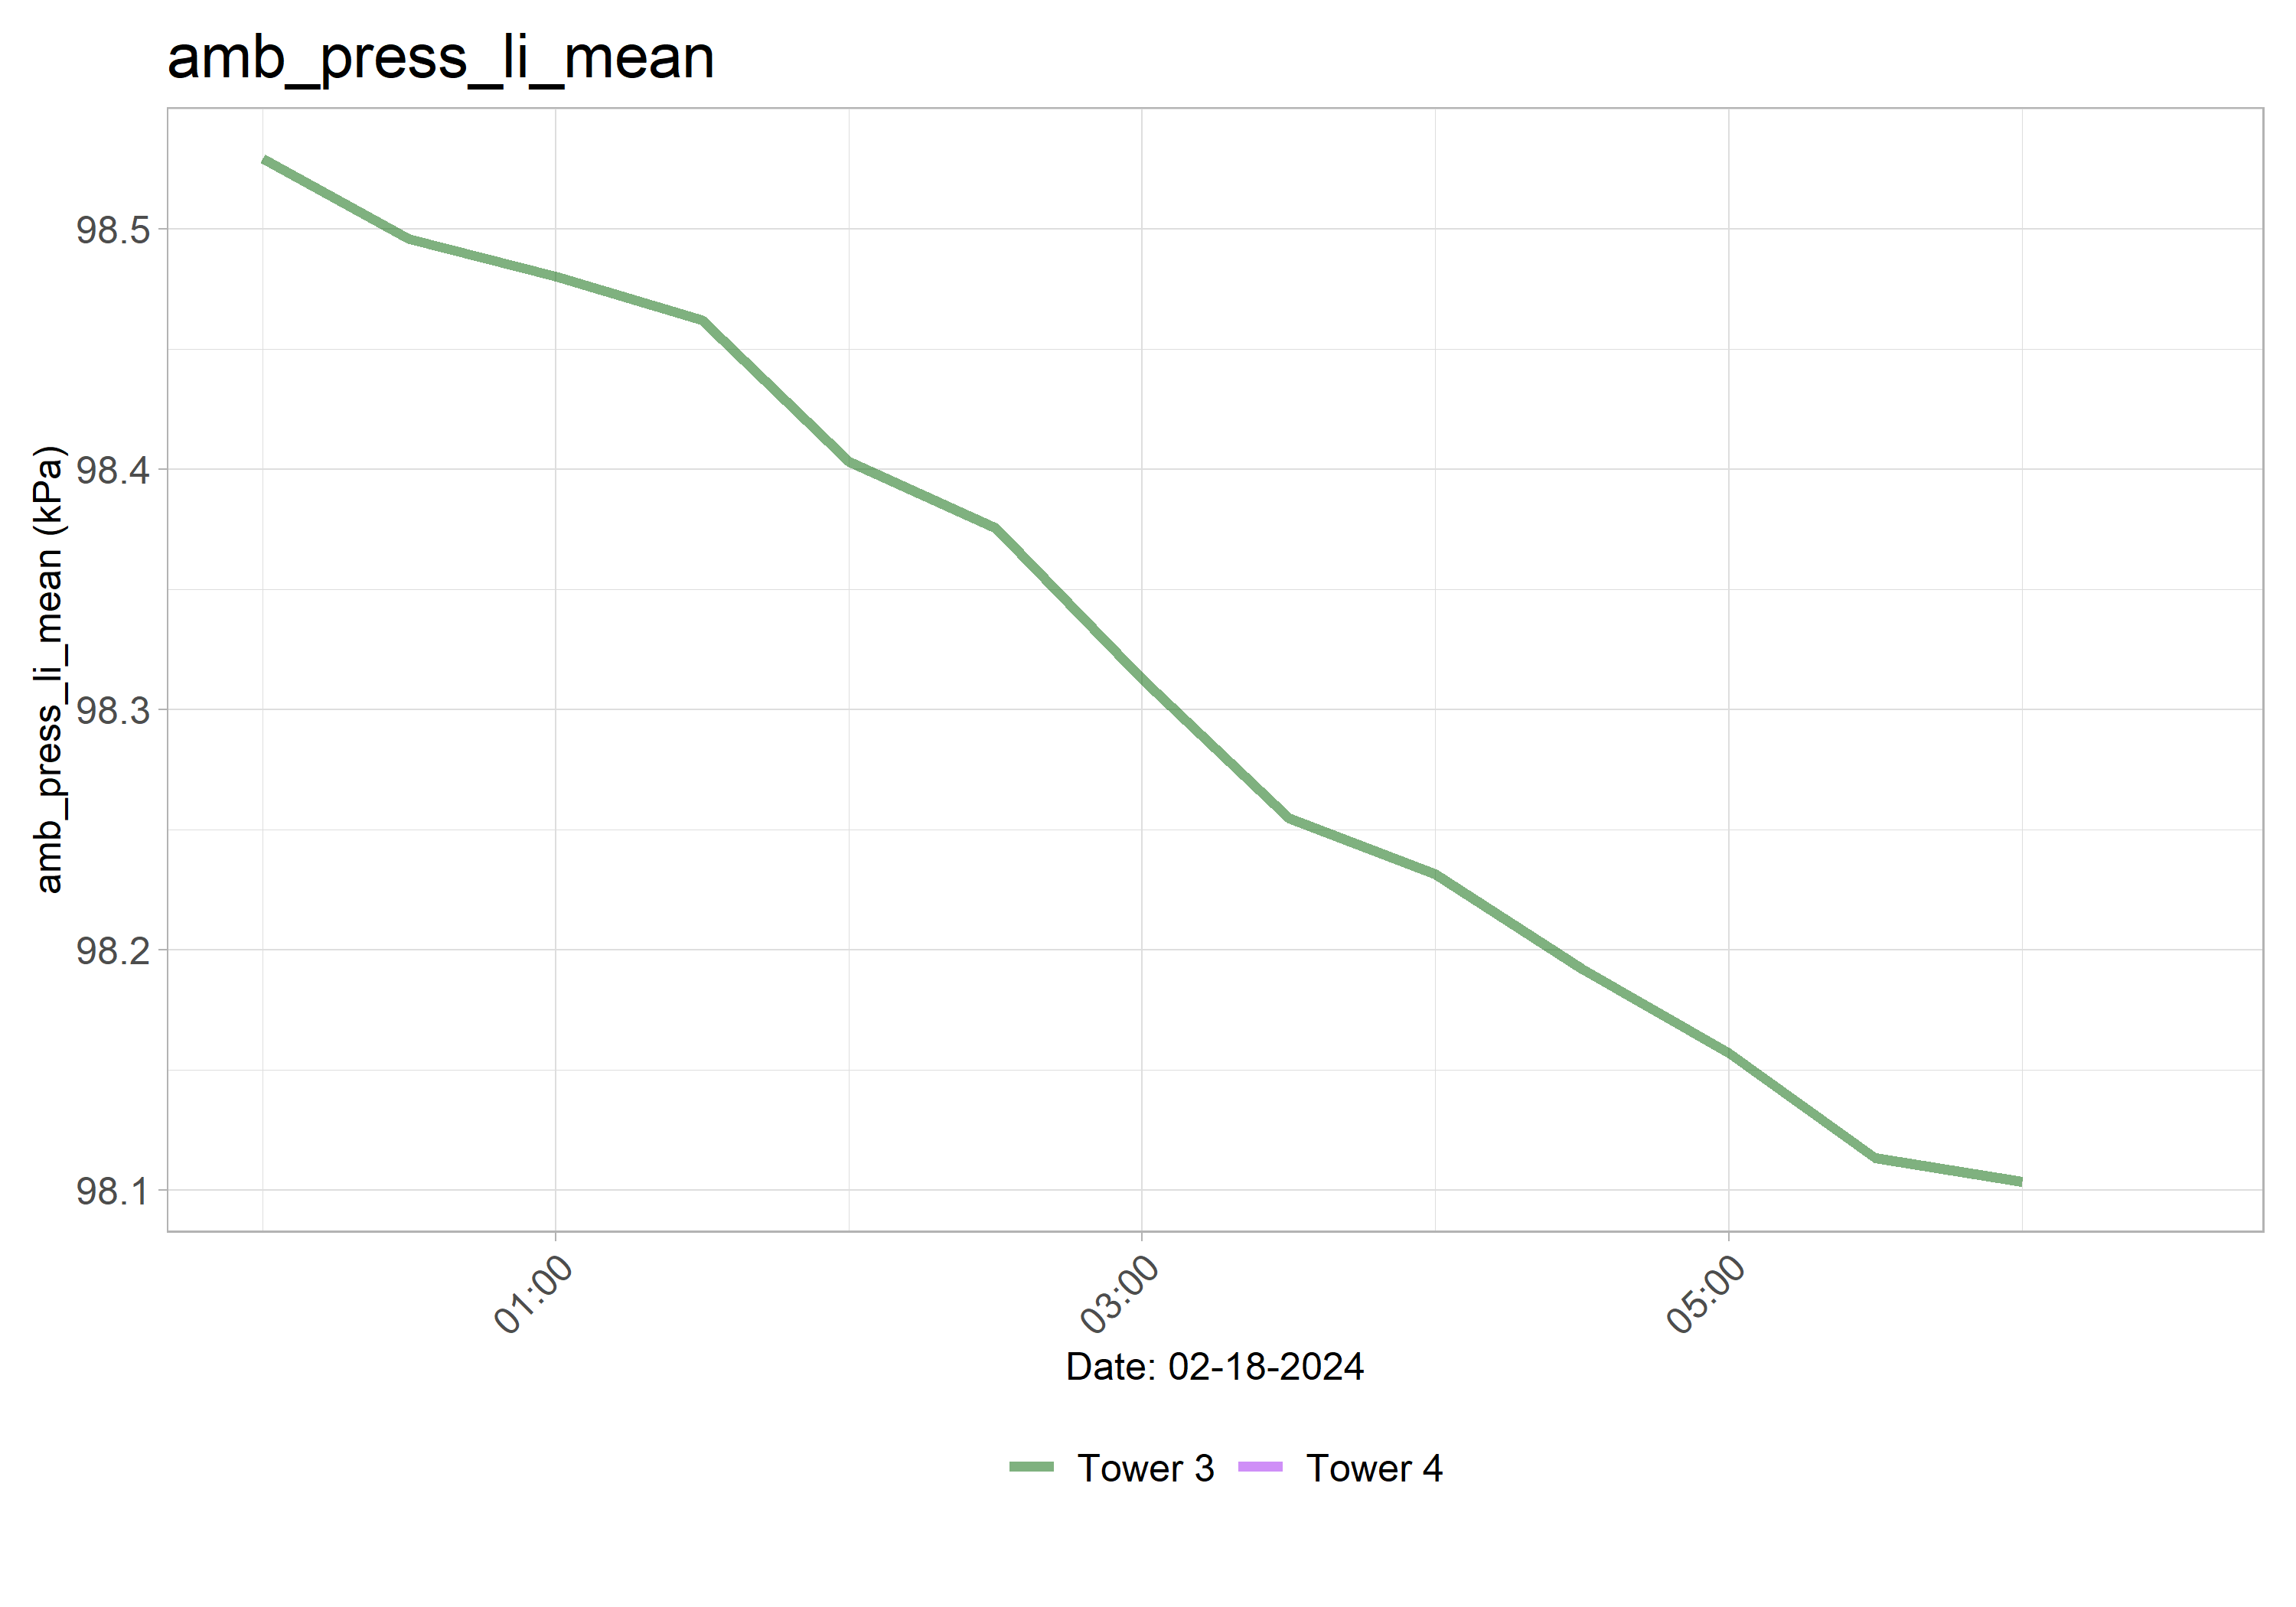 amb_press_li_mean
amb_press_li_mean (kPa)
98.5
98.4
98.3
98.2
98.1
01:00 03:00 05:00
Date: 02-18-2024
Tower 3 Tower 4